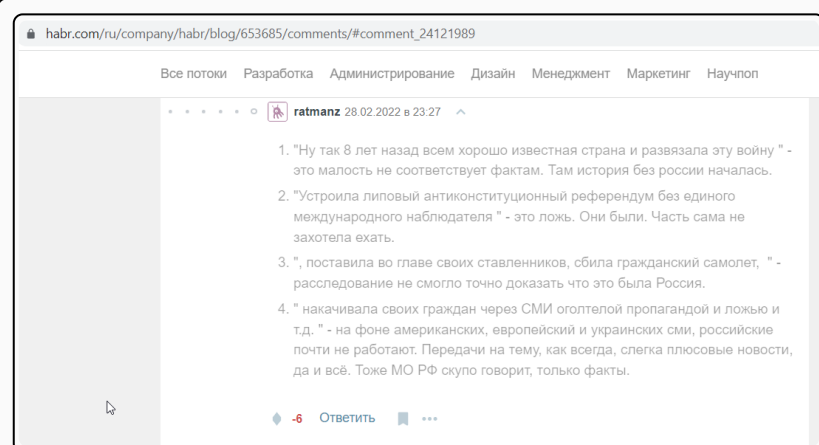 habr.com/ru/company/habr/blog/653685/comments/#comment_24121989
Все потоки Разработка Администрирование Дизайн Менеджмент Маркетинг Научпоп
ratmanz 28.02.2022 в 23:27
1. "Ну так 8 лет назад всем хорошо известная страна и развязала эту войну " -
это малость не соответствует фактам. Там история без россии началась.
2. "Устроила липовый антиконституционный референдум без единого
международного наблюдателя " - это ложь. Они были. Часть сама не
захотела ехать.
3. ", поставила во главе своих ставленников, сбила гражданский самолет,  " -
расследование не смогло точно доказать что это была Россия.
4. " накачивала своих граждан через СМИ оголтелой пропагандой и ложью и
т.д. " - на фоне американских, европейский и украинских сми, российские
почти не работают. Передачи на тему, как всегда, слегка плюсовые новости,
да и всё. Тоже МО РФ скупо говорит, только факты.
-6 Ответить